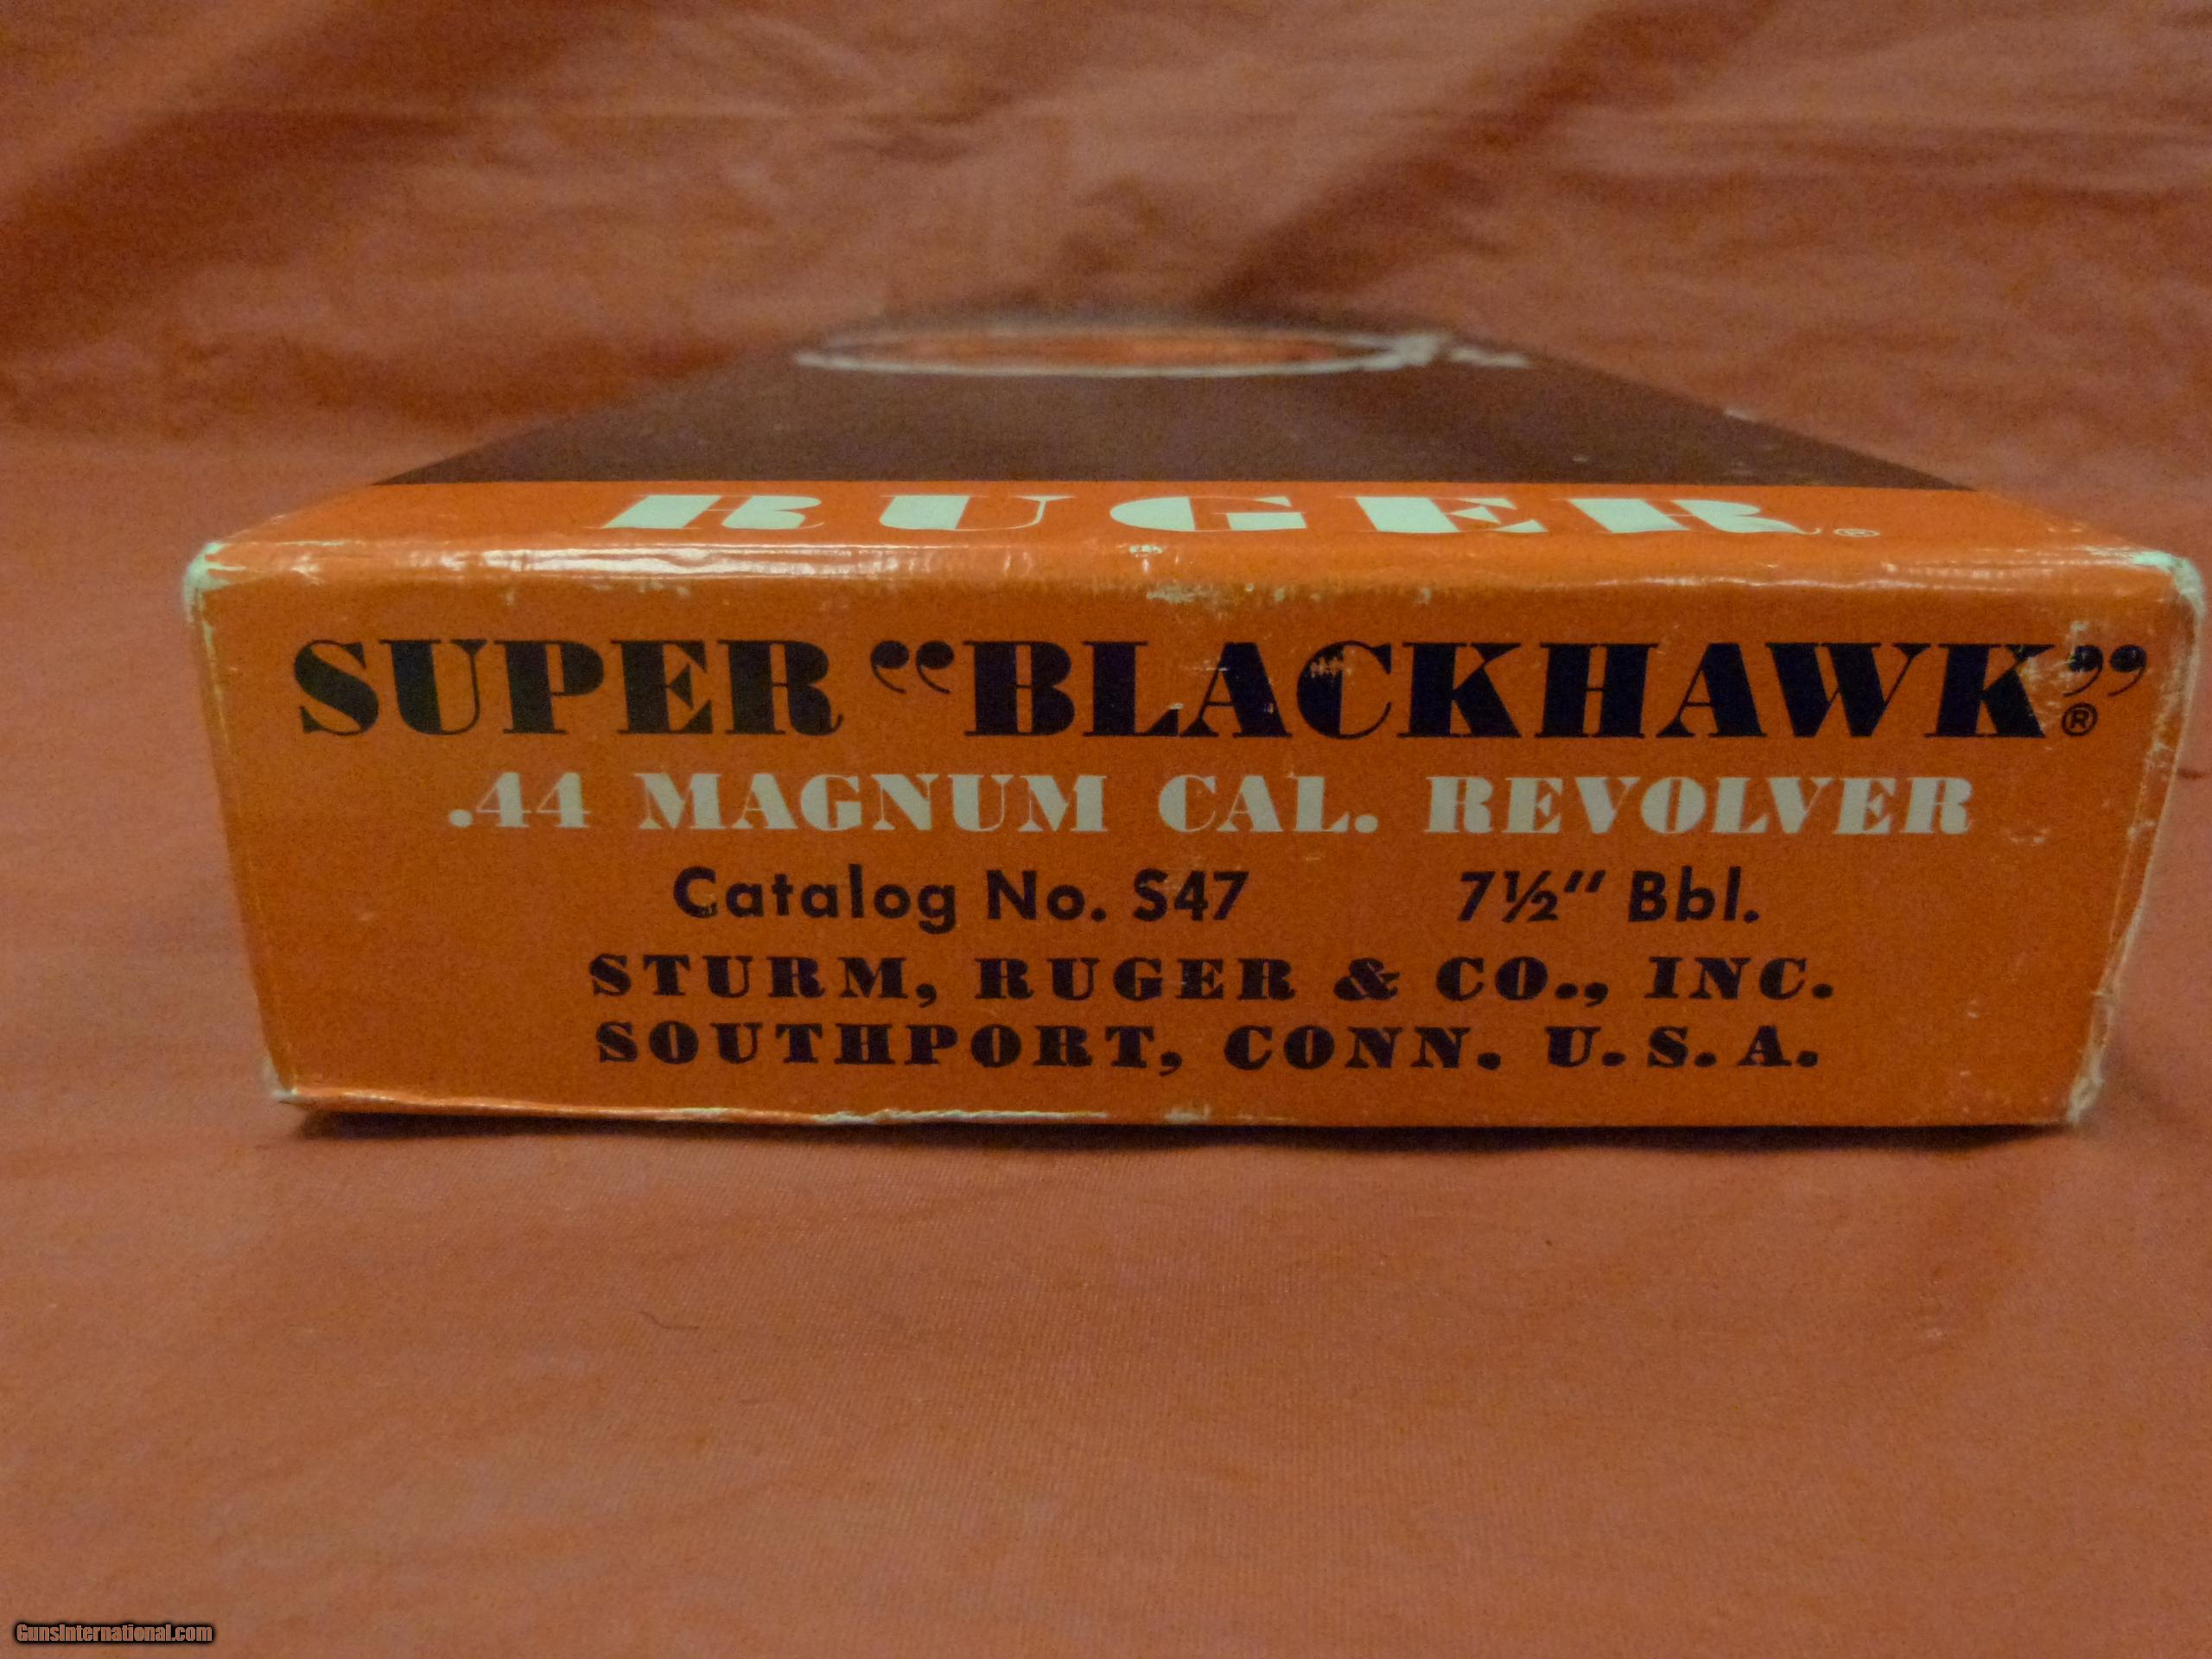 RUGER®
SUPER “BLACKHAWK”®
.44 MAGNUM CAL. REVOLVER
Catalog No. S47 7½" Bbl.
STURM, RUGER & CO., INC.
SOUTHPORT, CONN. U.S.A.
GunsInternational.com